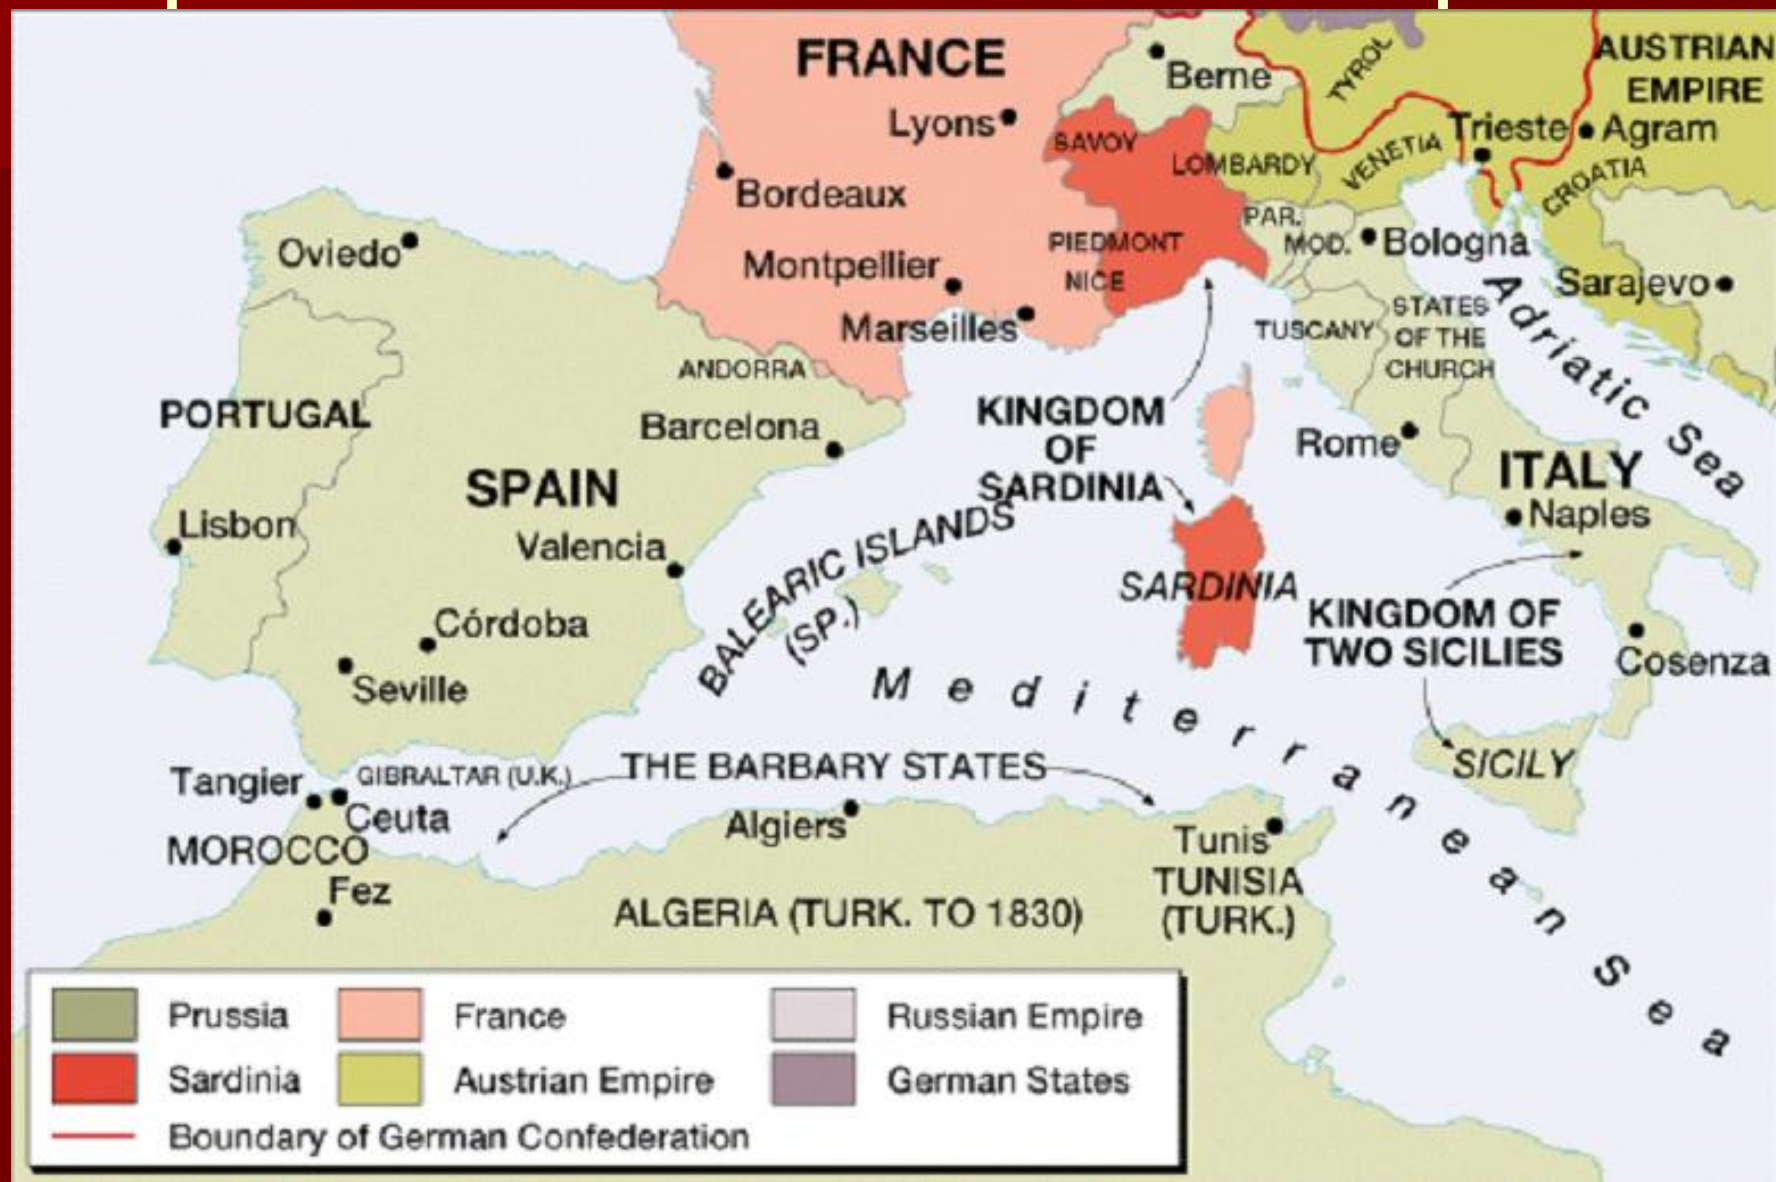 FRANCE
AUSTRIAN
EMPIRE
TYROL
Berne
Lyons
SAVOY
LOMBARDY
VENETIA
Trieste
Agram
CROATIA
Bordeaux
PAR.
MOD.
Bologna
Oviedo
Montpellier
PIEDMONT
NICE
Sarajevo
Marseilles
TUSCANY
STATES
OF THE
CHURCH
Adriatic Sea
ANDORRA
PORTUGAL
Barcelona
KINGDOM
OF
SARDINIA
Rome
ITALY
SPAIN
Naples
Lisbon
Valencia
BALEARIC ISLANDS
(SP.)
SARDINIA
KINGDOM OF
TWO SICILIES
Córdoba
Seville
Cosenza
Mediterranean Sea
Tangier
GIBRALTAR (U.K.)
THE BARBARY STATES
SICILY
Ceuta
Algiers
Tunis
MOROCCO
Fez
TUNISIA
(TURK.)
ALGERIA (TURK. TO 1830)
Prussia
France
Russian Empire
Sardinia
Austrian Empire
German States
Boundary of German Confederation